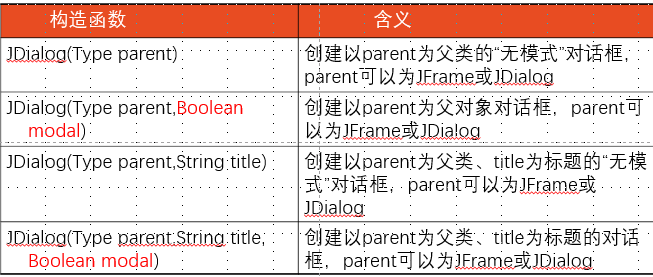 构造函数
含义
JDialog(Type parent)
创建以parent为父类的“无模式”对话框，
parent可以为JFrame或JDialog
JDialog(Type parent,Boolean
modal)
创建以parent为父对象对话框，parent可
以为JFrame或JDialog
JDialog(Type parent,String title)
创建以parent为父类、title为标题的“无模
式”对话框，parent可以为JFrame或
JDialog
JDialog(Type parent.String title,
Boolean modal)
创建以parent为父类、title为标题的对话
框，parent可以为JFrame或JDialog